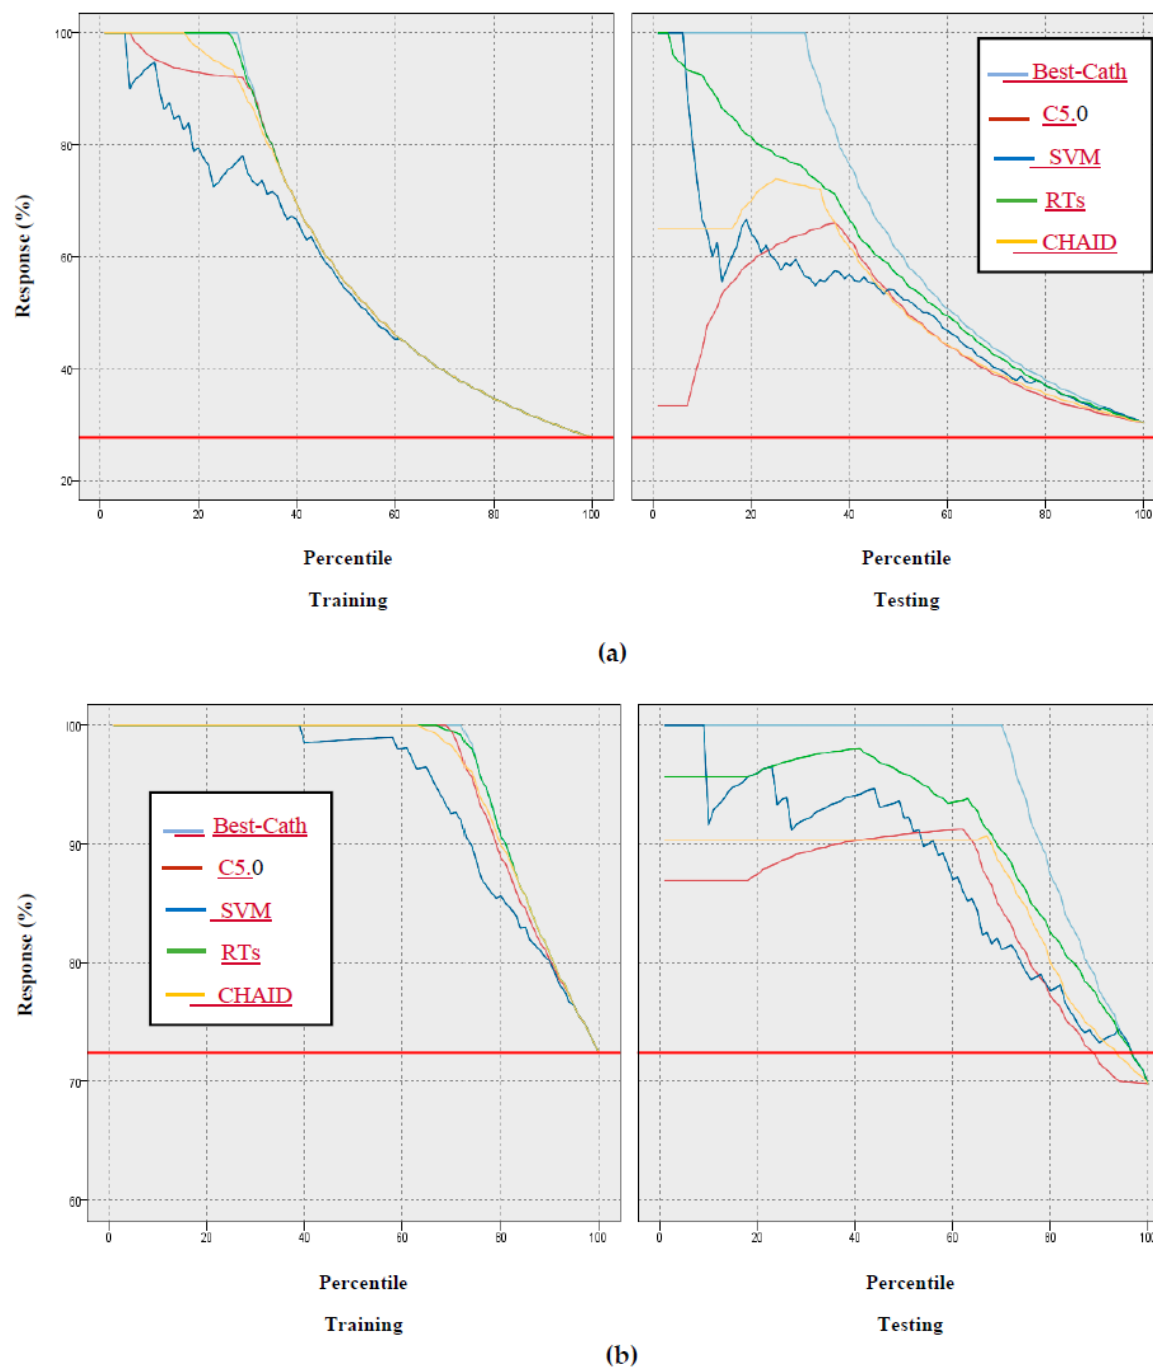 100
80
60
40
20
Response (%)
0 20 40 60 80 100
0 20 40 60 80 100
Best-Cath
C5.0
SVM
RTs
CHAID
Percentile Percentile
Training Testing
(a)
100
90
80
70
60
Response (%)
Best-Cath
C5.0
SVM
RTs
CHAID
0 20 40 60 80 100
0 20 40 60 80 100
Percentile Percentile
Training Testing
(b)